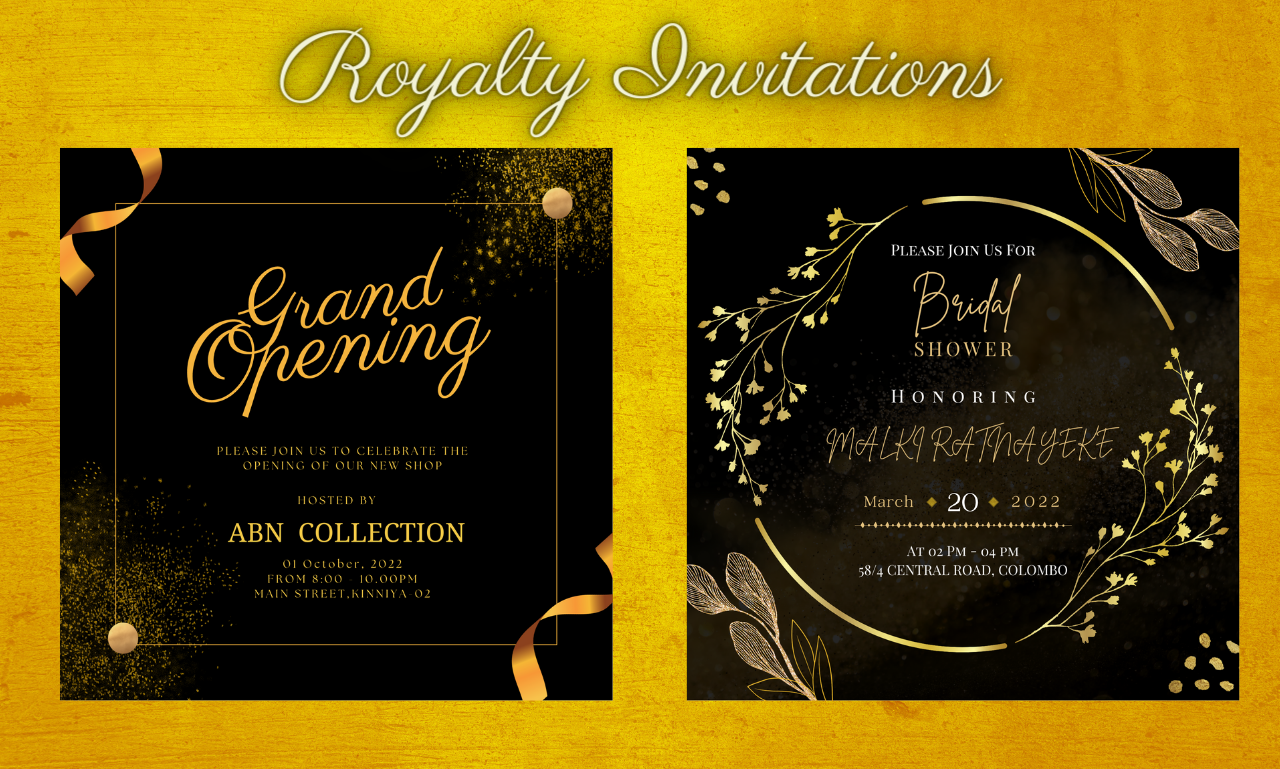 Royalty Invitations
Grand
Opening
PLEASE JOIN US TO CELEBRATE THE
OPENING OF OUR NEW SHOP
HOSTED BY
ABN COLLECTION
01 October, 2022
FROM 8:00 - 10.00PM
MAIN STREET,KINNIYA-02
PLEASE JOIN US FOR
Bridal
SHOWER
HONORING
MALKI RATNAYEKE
March 20 2022
AT 02 PM - 04 PM
58/4 CENTRAL ROAD, COLOMBO